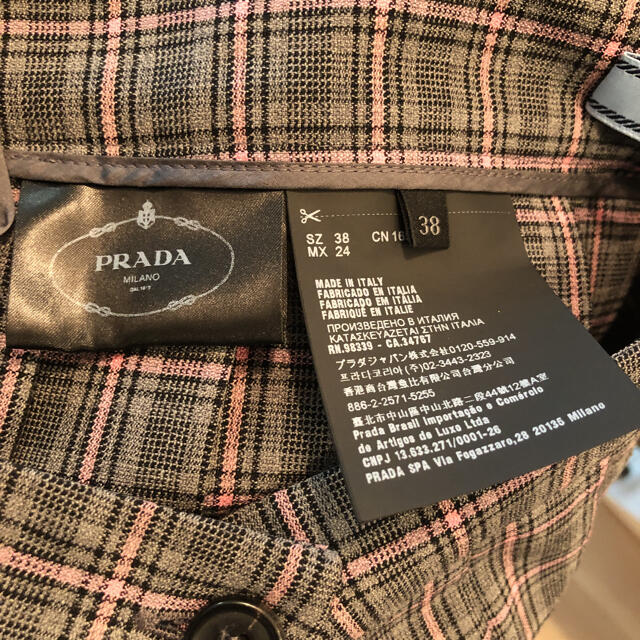 PRADA
MILANO
DAL 1913
38
SZ 38 CN 16
MX 24
MADE IN ITALY
FABRICADO EN ITALIA
FABRICADO EM ITALIA
FABRIQUÉ EN ITALIE
ПРОИЗВЕДЕНО В ИТАЛИЯ
ΚΑΤΑΣΚΕΥΑΖΕΤΑΙ ΣΤΗΝ ΙΤΑΛΙΑ
RN.98339 - CA.34767
プラダジャパン株式会社0120-559-914
프라다코리아 (주)02-3443-2323
香港商台灣普比有限公司台灣分公司
886-2-2571-5255
臺北市中山區中山北路二段44號12樓A室
Prada Brasil Importação e Comércio
de Artigos de Luxo Ltda
CNPJ 13.633.271/0001-26
PRADA SPA Via Fogazzaro,28 20135 Milano